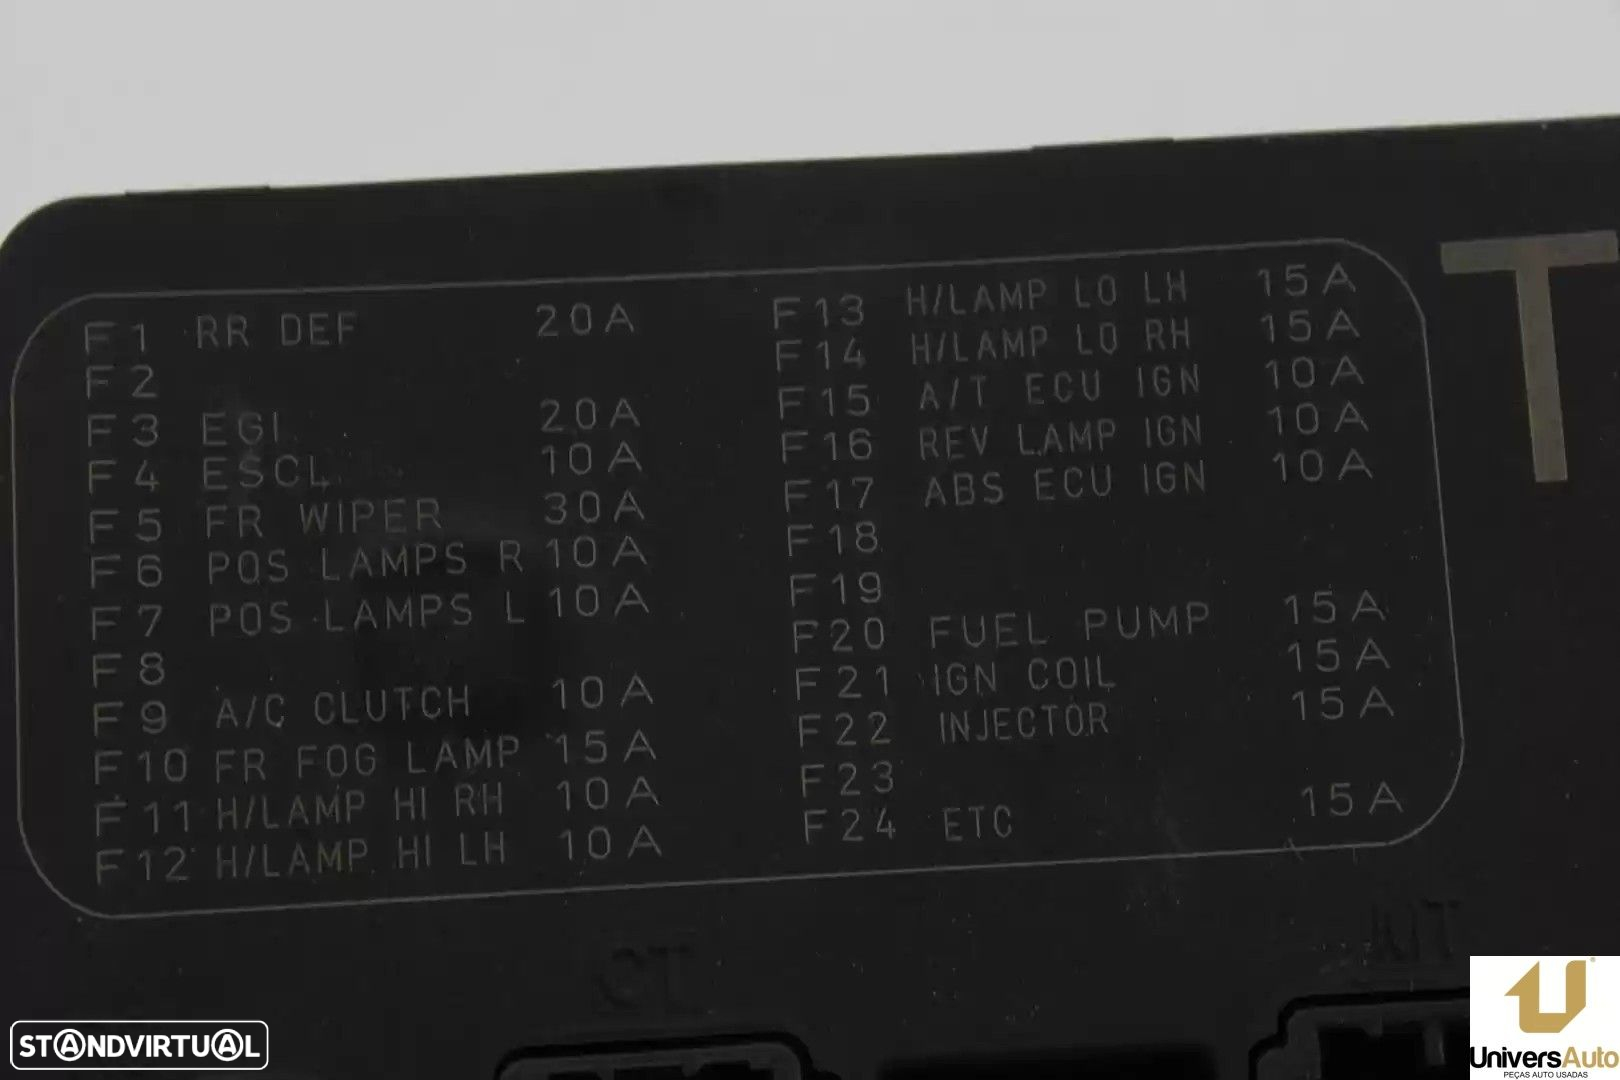 F1 RR DEF 20A
F2
F3 EGI 20A
F4 ESCL 10A
F5 FR WIPER 30A
F6 POS LAMPS R 10A
F7 POS LAMPS L 10A
F8
F9 A/C CLUTCH 10A
F10 FR FOG LAMP 15A
F11 H/LAMP HI RH 10A
F12 H/LAMP HI LH 10A
F13 H/LAMP LO LH 15A
F14 H/LAMP LO RH 15A
F15 A/T ECU IGN 10A
F16 REV LAMP IGN 10A
F17 ABS ECU IGN 10A
F18
F19
F20 FUEL PUMP 15A
F21 IGN COIL 15A
F22 INJECTOR 15A
F23
F24 ETC 15A
T
CT
STANDVIRTUAL
UniversAuto
PEÇAS AUTO USADAS